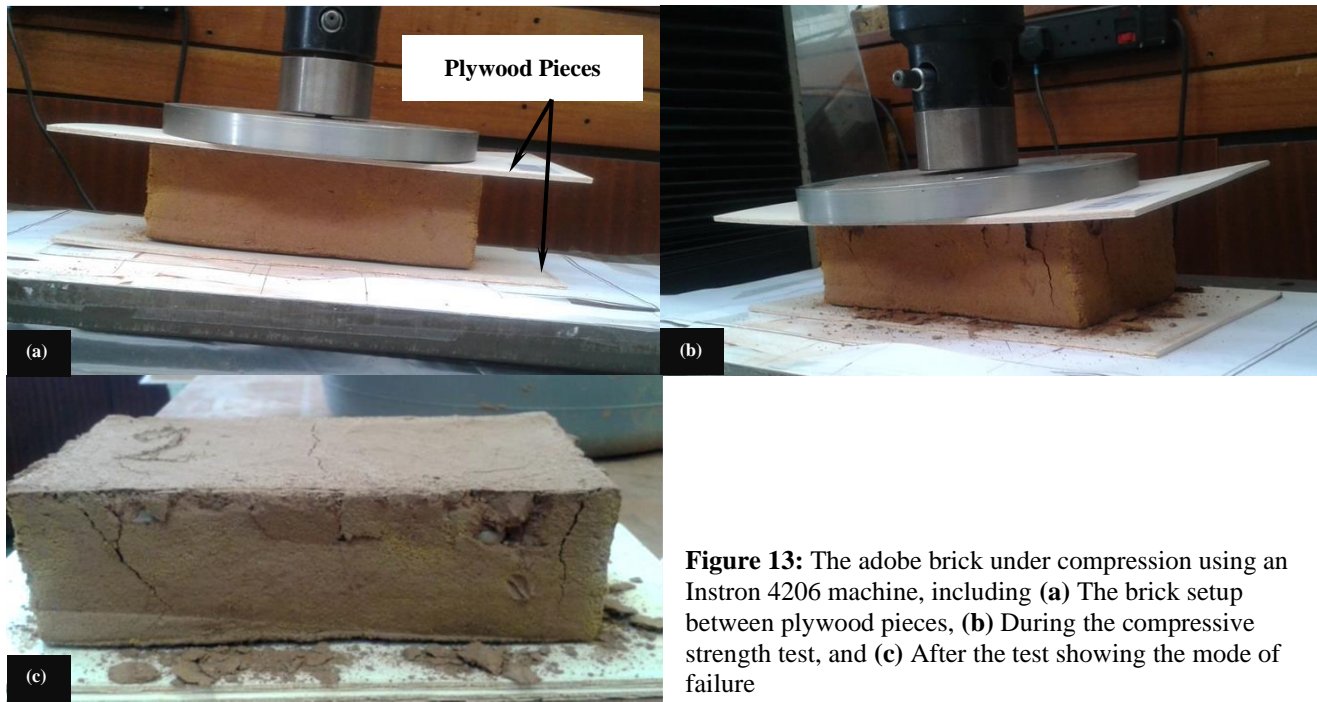 Plywood Pieces
(a)
(b)
2
(c)
Figure 13: The adobe brick under compression using an
Instron 4206 machine, including (a) The brick setup
between plywood pieces, (b) During the compressive
strength test, and (c) After the test showing the mode of
failure